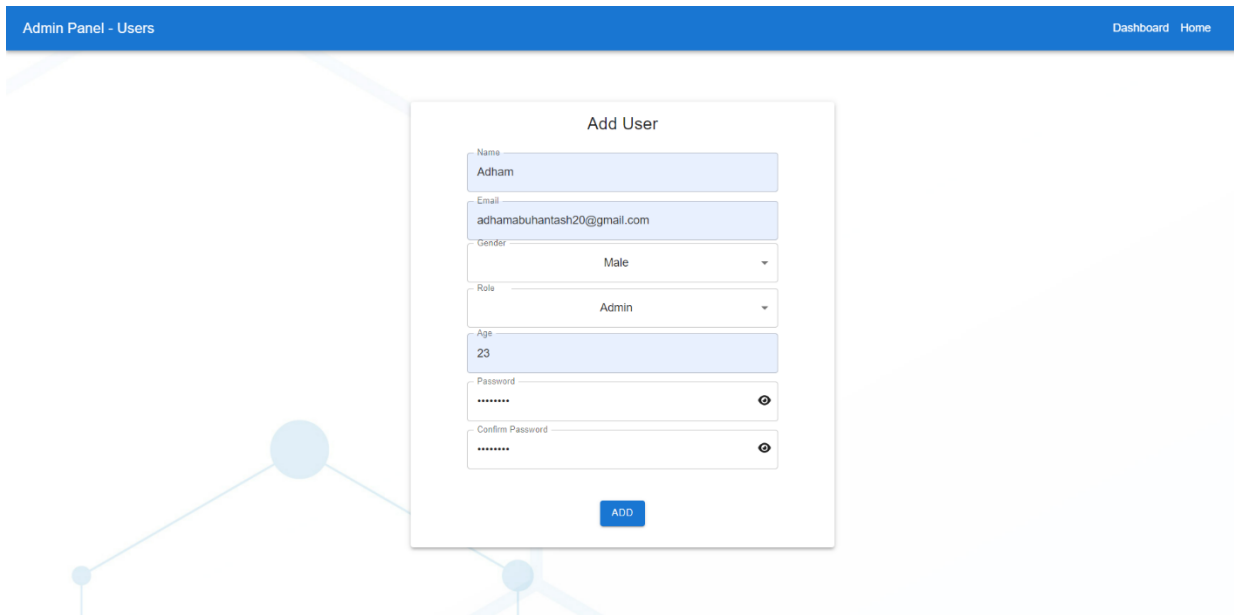 Admin Panel - Users
Dashboard Home
Add User
Name
Adham
Email
adhamabuhantash20@gmail.com
Gender
Male
Role
Admin
Age
23
Password
••••••••
Confirm Password
••••••••
ADD